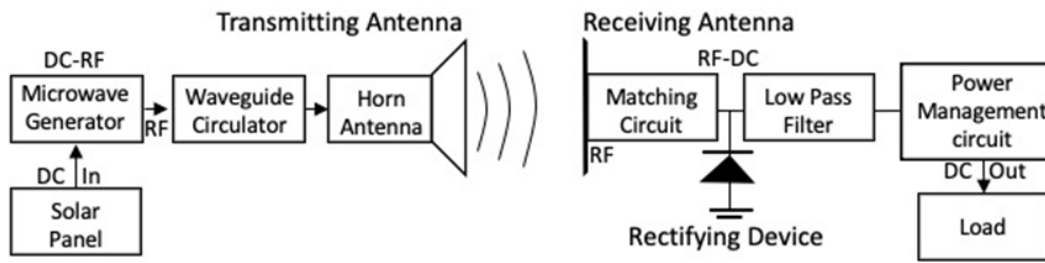 Transmitting Antenna
Receiving Antenna
DC-RF
RF-DC
Microwave
Generator
RF
Waveguide
Circulator
Horn
Antenna
Matching
Circuit
RF
Low Pass
Filter
Power
Management
circuit
DC In
DC Out
Solar
Panel
Rectifying Device
Load